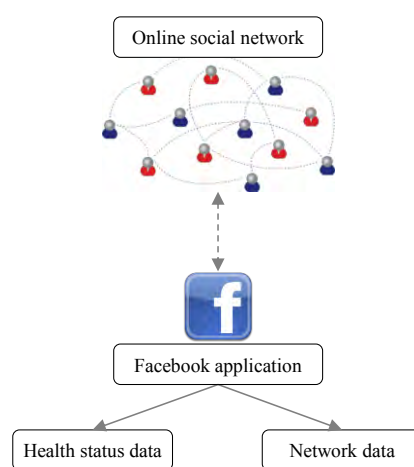 Online social network
f
Facebook application
Health status data
Network data